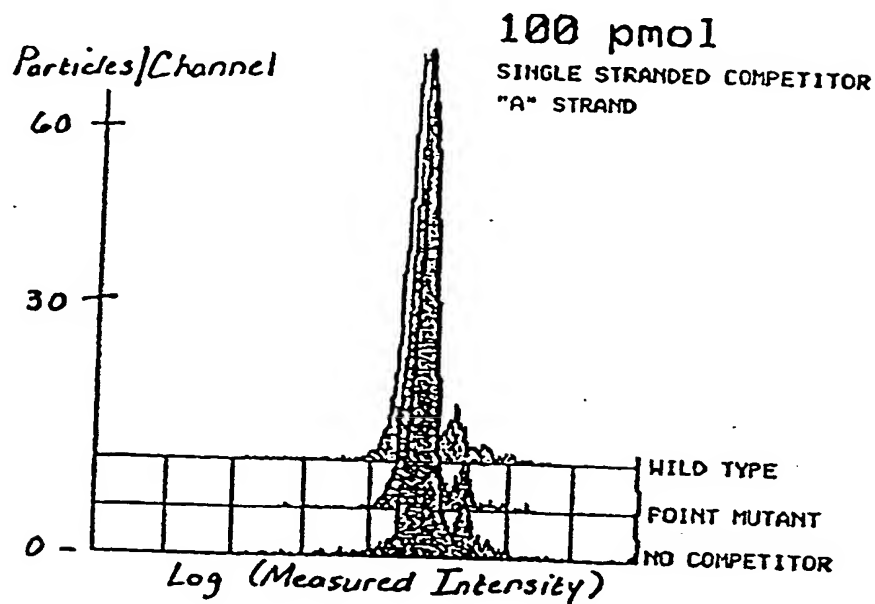 100 pmol
SINGLE STRANDED COMPETITOR
"A" STRAND
Particles/Channel
60
30
0
WILD TYPE
POINT MUTANT
NO COMPETITOR
Log (Measured Intensity)